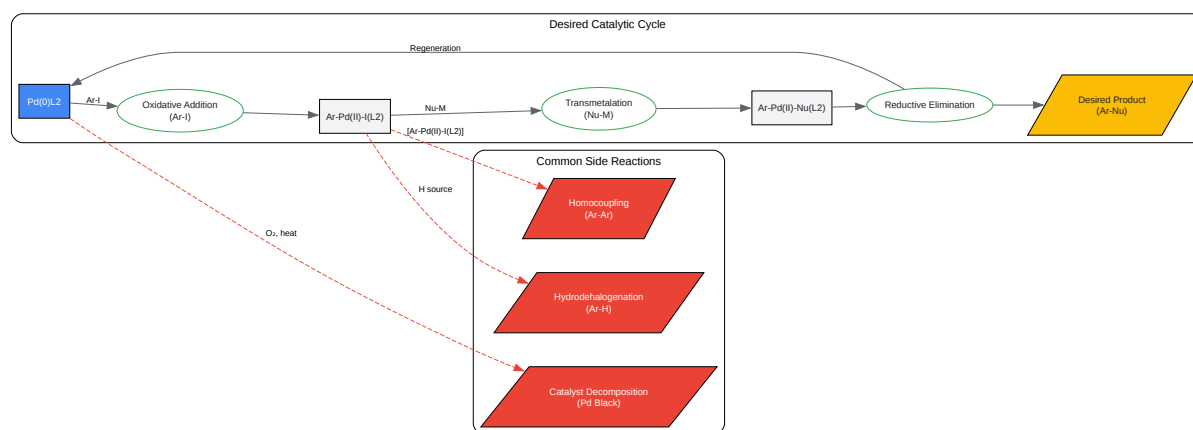 Desired Catalytic Cycle
Regeneration
Pd(0)L2
Ar-I
Oxidative Addition
(Ar-I)
Ar-Pd(II)-I(L2)
Nu-M
Transmetalation
(Nu-M)
Ar-Pd(II)-Nu(L2)
Reductive Elimination
Desired Product
(Ar-Nu)
[Ar-Pd(II)-I(L2)]
Common Side Reactions
Homocoupling
(Ar-Ar)
H source
O₂, heat
Hydrodehalogenation
(Ar-H)
Catalyst Decomposition
(Pd Black)